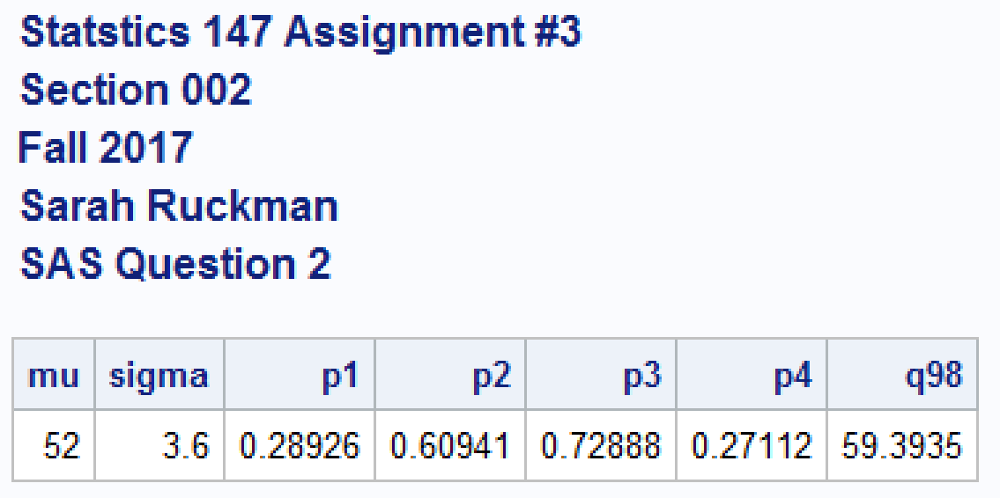 Statstics 147 Assignment #3
Section 002
Fall 2017
Sarah Ruckman
SAS Question 2
mu sigma p1 p2 p3 p4 q98
52 3.6 0.28926 0.60941 0.72888 0.27112 59.3935